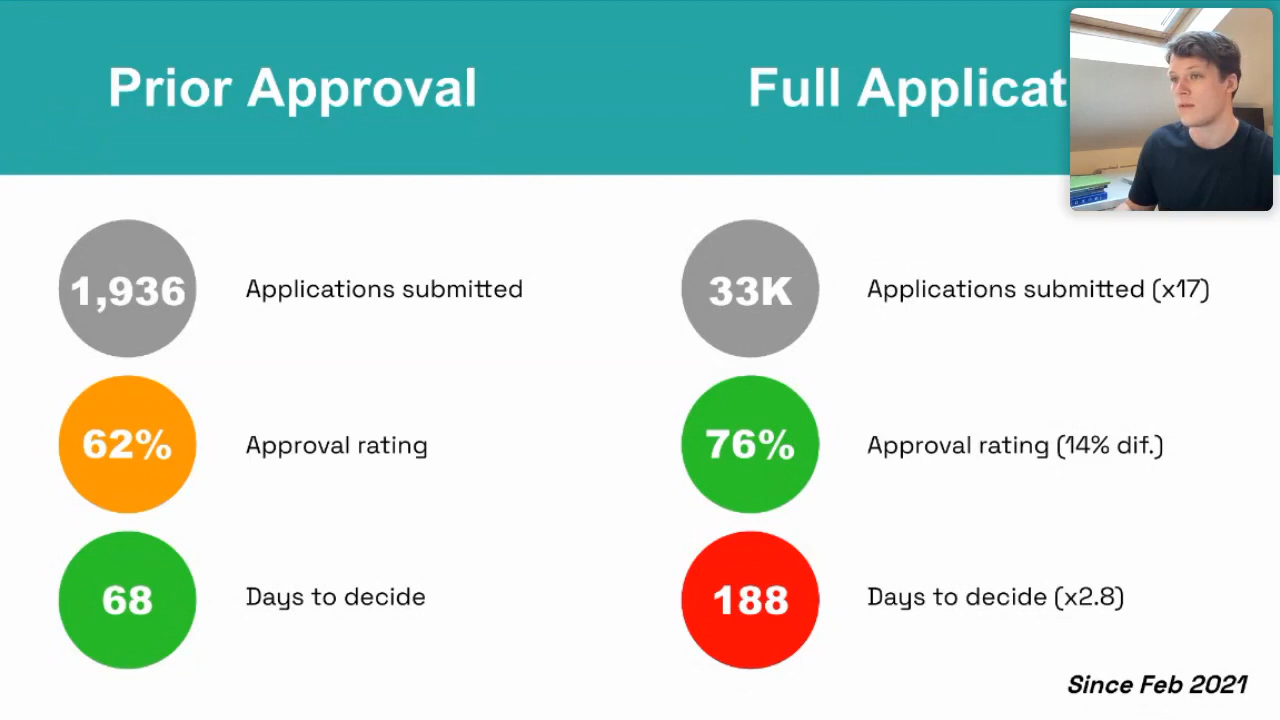 Prior Approval
Full Applicat
1,936 Applications submitted
33K Applications submitted (x17)
62% Approval rating
76% Approval rating (14% dif.)
68 Days to decide
188 Days to decide (x2.8)
Since Feb 2021